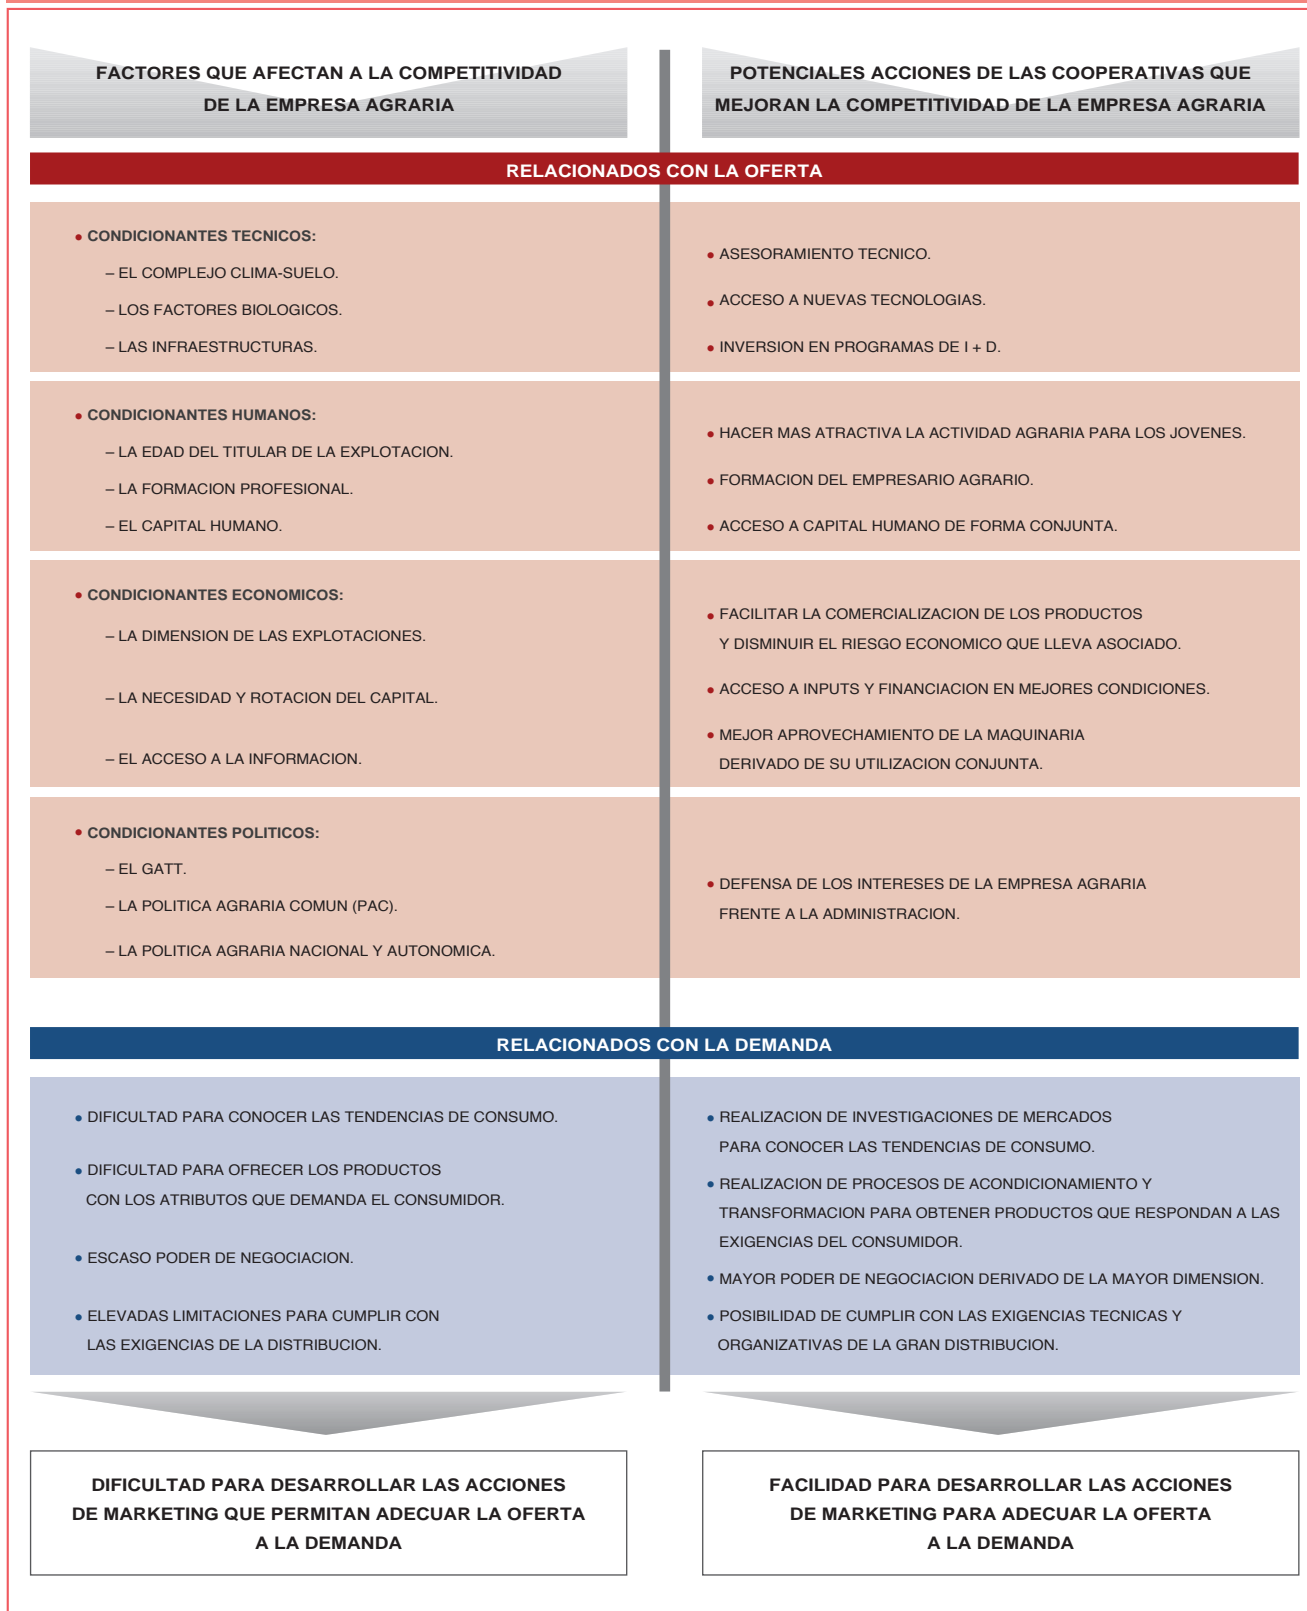 FACTORES QUE AFECTAN A LA COMPETITIVIDAD
DE LA EMPRESA AGRARIA
POTENCIALES ACCIONES DE LAS COOPERATIVAS QUE
MEJORAN LA COMPETITIVIDAD DE LA EMPRESA AGRARIA
RELACIONADOS CON LA OFERTA
• CONDICIONANTES TECNICOS:
– EL COMPLEJO CLIMA-SUELO.
– LOS FACTORES BIOLOGICOS.
– LAS INFRAESTRUCTURAS.
• ASESORAMIENTO TECNICO.
• ACCESO A NUEVAS TECNOLOGIAS.
• INVERSION EN PROGRAMAS DE I + D.
• CONDICIONANTES HUMANOS:
– LA EDAD DEL TITULAR DE LA EXPLOTACION.
– LA FORMACION PROFESIONAL.
– EL CAPITAL HUMANO.
• HACER MAS ATRACTIVA LA ACTIVIDAD AGRARIA PARA LOS JOVENES.
• FORMACION DEL EMPRESARIO AGRARIO.
• ACCESO A CAPITAL HUMANO DE FORMA CONJUNTA.
• CONDICIONANTES ECONOMICOS:
– LA DIMENSION DE LAS EXPLOTACIONES.
– LA NECESIDAD Y ROTACION DEL CAPITAL.
– EL ACCESO A LA INFORMACION.
• FACILITAR LA COMERCIALIZACION DE LOS PRODUCTOS
Y DISMINUIR EL RIESGO ECONOMICO QUE LLEVA ASOCIADO.
• ACCESO A INPUTS Y FINANCIACION EN MEJORES CONDICIONES.
• MEJOR APROVECHAMIENTO DE LA MAQUINARIA
DERIVADO DE SU UTILIZACION CONJUNTA.
• CONDICIONANTES POLITICOS:
– EL GATT.
– LA POLITICA AGRARIA COMUN (PAC).
– LA POLITICA AGRARIA NACIONAL Y AUTONOMICA.
• DEFENSA DE LOS INTERESES DE LA EMPRESA AGRARIA
FRENTE A LA ADMINISTRACION.
RELACIONADOS CON LA DEMANDA
• DIFICULTAD PARA CONOCER LAS TENDENCIAS DE CONSUMO.
• DIFICULTAD PARA OFRECER LOS PRODUCTOS
CON LOS ATRIBUTOS QUE DEMANDA EL CONSUMIDOR.
• ESCASO PODER DE NEGOCIACION.
• ELEVADAS LIMITACIONES PARA CUMPLIR CON
LAS EXIGENCIAS DE LA DISTRIBUCION.
• REALIZACION DE INVESTIGACIONES DE MERCADOS
PARA CONOCER LAS TENDENCIAS DE CONSUMO.
• REALIZACION DE PROCESOS DE ACONDICIONAMIENTO Y
TRANSFORMACION PARA OBTENER PRODUCTOS QUE RESPONDAN A LAS
EXIGENCIAS DEL CONSUMIDOR.
• MAYOR PODER DE NEGOCIACION DERIVADO DE LA MAYOR DIMENSION.
• POSIBILIDAD DE CUMPLIR CON LAS EXIGENCIAS TECNICAS Y
ORGANIZATIVAS DE LA GRAN DISTRIBUCION.
DIFICULTAD PARA DESARROLLAR LAS ACCIONES
DE MARKETING QUE PERMITAN ADECUAR LA OFERTA
A LA DEMANDA
FACILIDAD PARA DESARROLLAR LAS ACCIONES
DE MARKETING PARA ADECUAR LA OFERTA
A LA DEMANDA